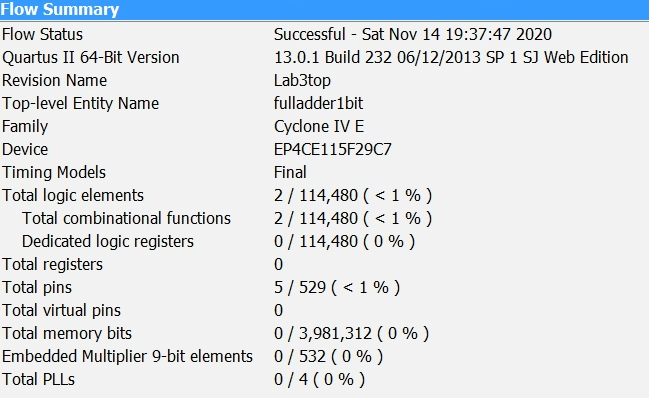 Flow Summary
Flow Status Successful - Sat Nov 14 19:37:47 2020
Quartus II 64-Bit Version 13.0.1 Build 232 06/12/2013 SP 1 SJ Web Edition
Revision Name Lab3top
Top-level Entity Name fulladder1bit
Family Cyclone IV E
Device EP4CE115F29C7
Timing Models Final
Total logic elements 2 / 114,480 ( < 1 % )
Total combinational functions 2 / 114,480 ( < 1 % )
Dedicated logic registers 0 / 114,480 ( 0 % )
Total registers 0
Total pins 5 / 529 ( < 1 % )
Total virtual pins 0
Total memory bits 0 / 3,981,312 ( 0 % )
Embedded Multiplier 9-bit elements 0 / 532 ( 0 % )
Total PLLs 0 / 4 ( 0 % )